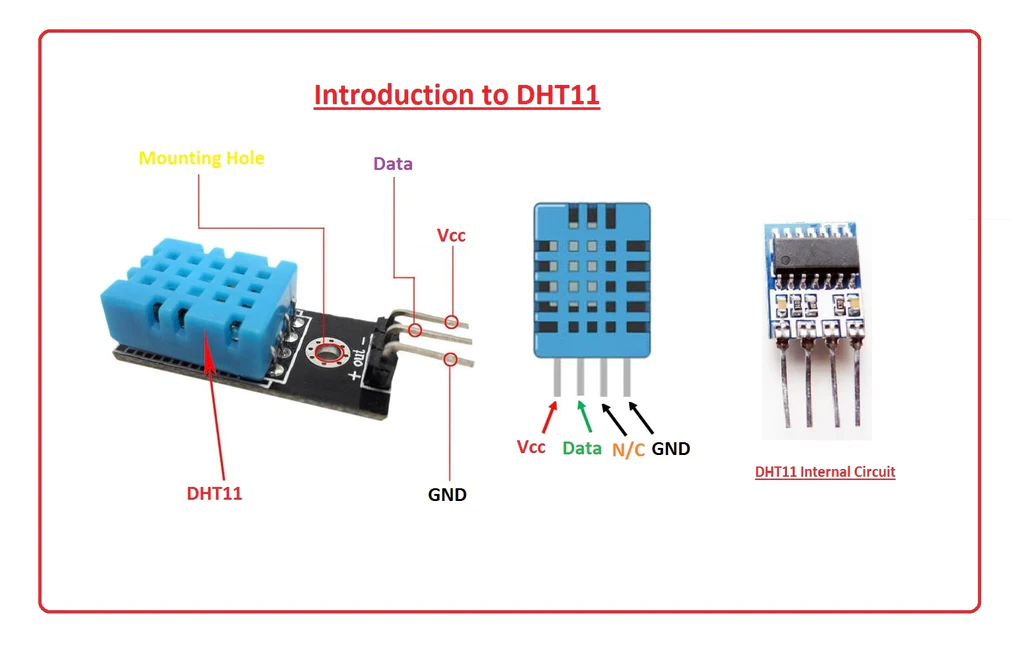 Introduction to DHT11
Mounting Hole
Data
Vcc
+ out -
DHT11
GND
Vcc
Data
N/C
GND
DHT11 Internal Circuit